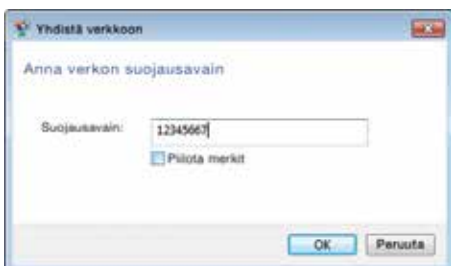 Yhdistä verkkoon
Anna verkon suojausavain
Suojausavain: 12345667
Piilota merkit
OK Peruuta